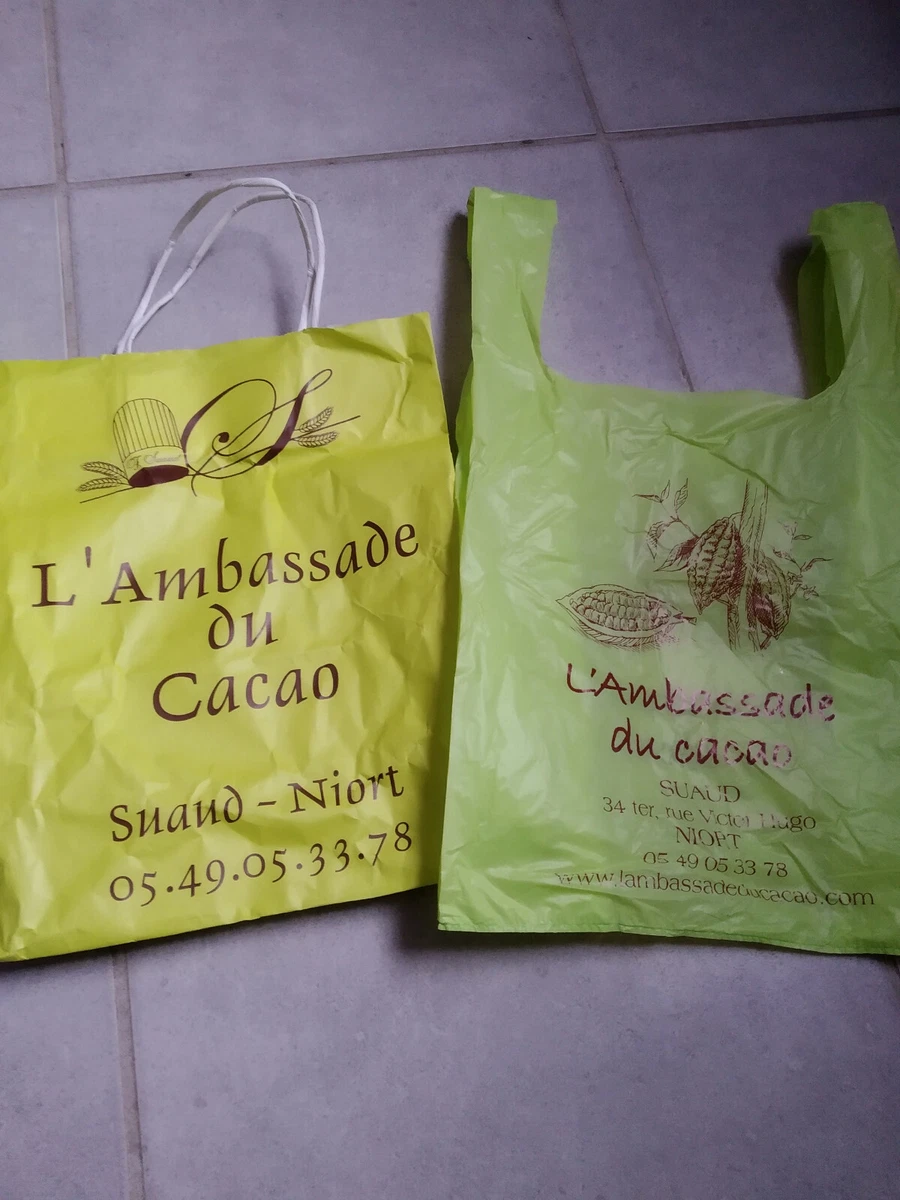 S
L'Ambassade
du
Cacao
Suaud - Niort
05.49.05.33.78
L'Ambassade
du cacao
SUAUD
34 ter, rue Victor Hugo
NIORT
05 49 05 33 78
www.lambassadeducacao.com